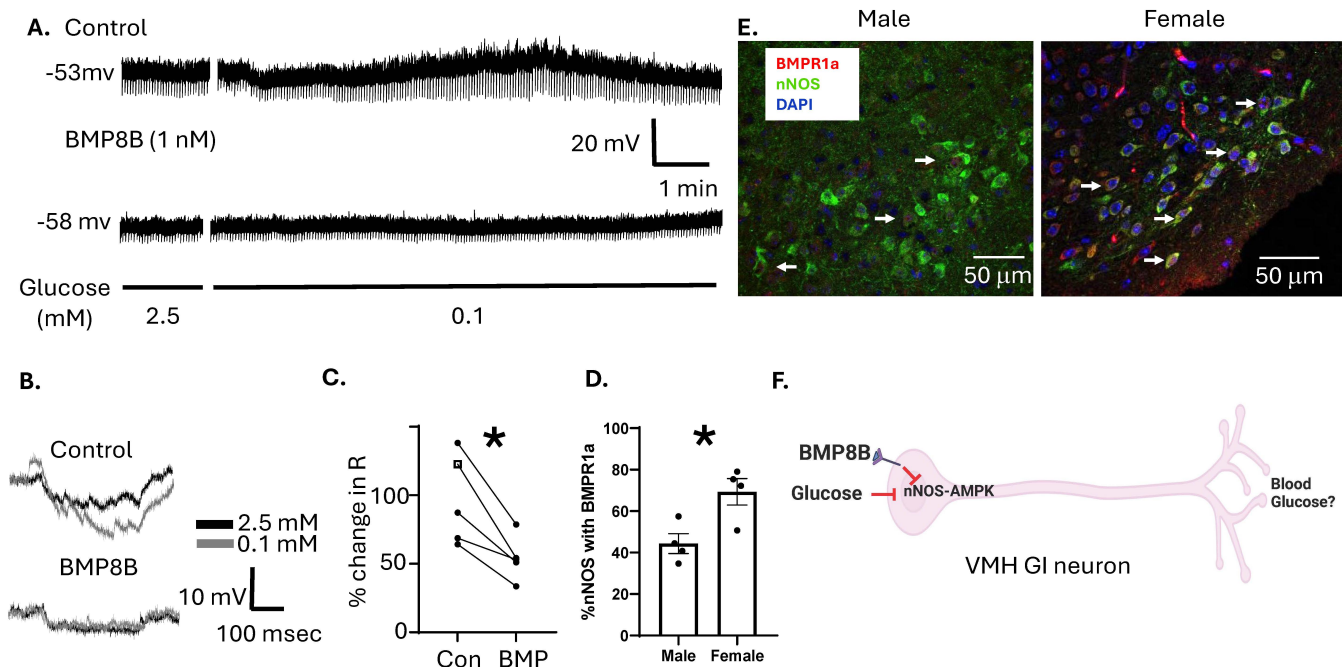 A. Control
-53mv
BMP8B (1 nM)
20 mV
1 min
-58 mv
Glucose
(mM)
2.5
0.1
E.
Male
Female
BMPR1a
nNOS
DAPI
50 μm
50 μm
B.
Control
2.5 mM
0.1 mM
BMP8B
10 mV
100 msec
C.
% change in R
100
50
0
Con
BMP
*
D.
%nNOS with BMPR1a
100
80
60
40
20
0
Male
Female
*
F.
BMP8B
Glucose
nNOS-AMPK
Blood
Glucose?
VMH GI neuron